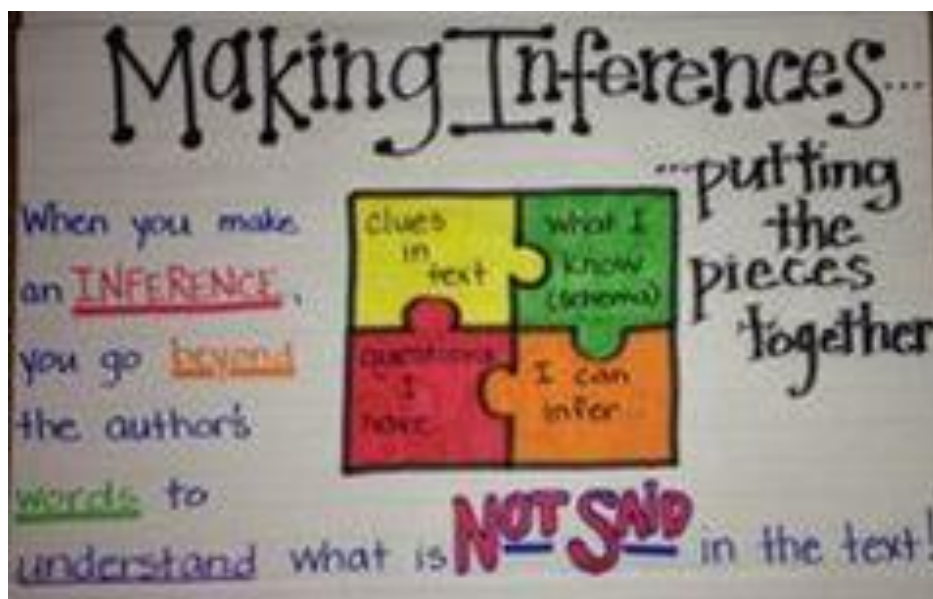 Making Inferences...
...putting
the
pieces
together
When you make
an INFERENCE,
you go beyond
the author's
words to
understand what is NOT SAID in the text!
clues
in
text
what I
know
(schema)
questions
I
have
I can
infer...